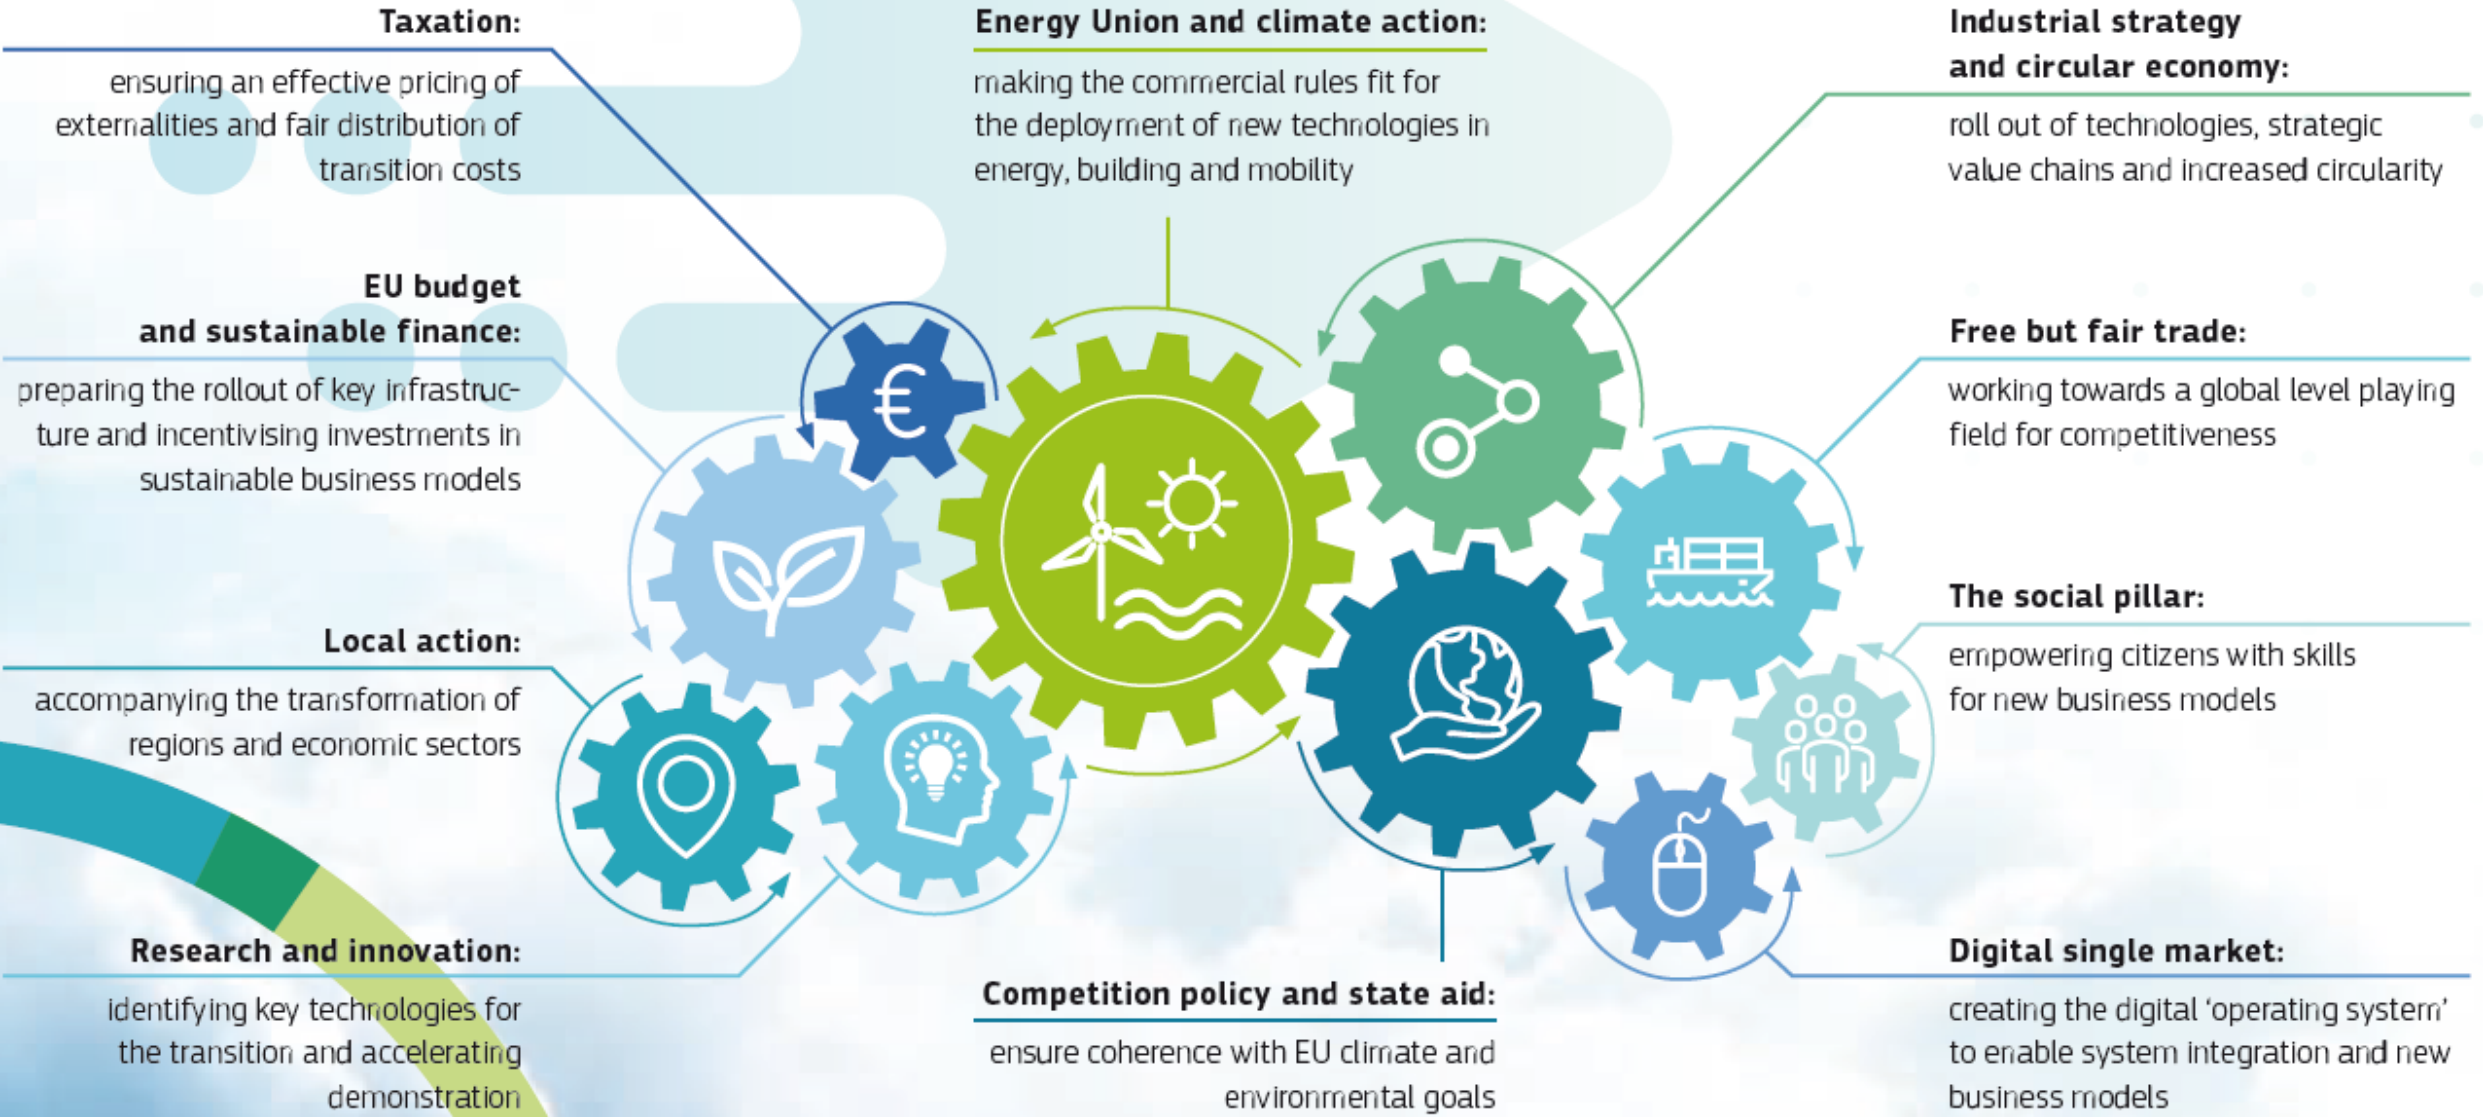 Taxation:
ensuring an effective pricing of
externalities and fair distribution of
transition costs
EU budget
and sustainable finance:
preparing the rollout of key infrastruc-
ture and incentivising investments in
sustainable business models
Local action:
accompanying the transformation of
regions and economic sectors
Research and innovation:
identifying key technologies for
the transition and accelerating
demonstration
Energy Union and climate action:
making the commercial rules fit for
the deployment of new technologies in
energy, building and mobility
€
Competition policy and state aid:
ensure coherence with EU climate and
environmental goals
Industrial strategy
and circular economy:
roll out of technologies, strategic
value chains and increased circularity
Free but fair trade:
working towards a global level playing
field for competitiveness
The social pillar:
empowering citizens with skills
for new business models
Digital single market:
creating the digital ‘operating system’
to enable system integration and new
business models